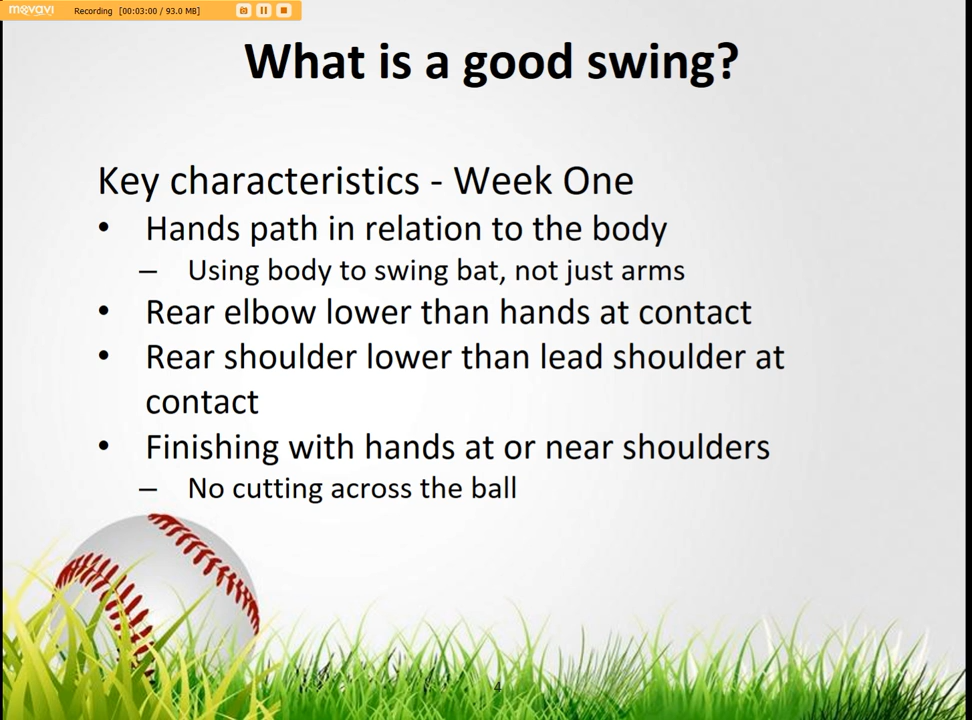 movavi Recording [00:03:00 / 93.0 MB]
What is a good swing?
Key characteristics - Week One
• Hands path in relation to the body
– Using body to swing bat, not just arms
• Rear elbow lower than hands at contact
• Rear shoulder lower than lead shoulder at
contact
• Finishing with hands at or near shoulders
– No cutting across the ball
4